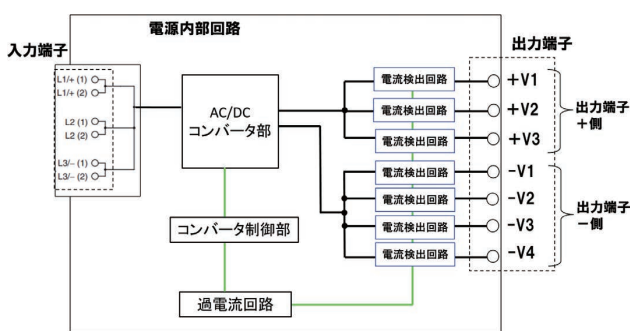 電源内部回路
入力端子
出力端子
L1/+ (1)
L1/+ (2)
L2 (1)
L2 (2)
L3/− (1)
L3/− (2)
AC/DC
コンバータ部
コンバータ制御部
過電流回路
電流検出回路
+V1
電流検出回路
+V2
電流検出回路
+V3
出力端子
+側
電流検出回路
-V1
電流検出回路
-V2
電流検出回路
-V3
電流検出回路
-V4
出力端子
ー側